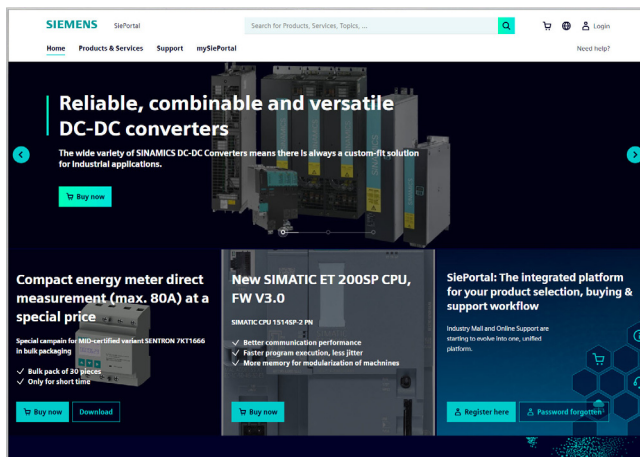 SIEMENS SiePortal Search for Products, Services, Topics, ... Login
Home Products & Services Support mySiePortal Need help?
Reliable, combinable and versatile
DC-DC converters
The wide variety of SINAMICS DC-DC Converters means there is always a custom-fit solution
for industrial applications.
Buy now
Compact energy meter direct
measurement (max. 80A) at a
special price
Special campain for MID-certified variant SENTRON 7KT1666
in bulk packaging
Bulk pack of 30 pieces
Only for short time
Buy now Download
New SIMATIC ET 200SP CPU,
FW V3.0
SIMATIC CPU 1514SP-2 PN
Better communication performance
Faster program execution, less jitter
More memory for modularization of machnines
Buy now
SiePortal: The integrated platform
for your product selection, buying &
support workflow
Industry Mall and Online Support are
starting to evolve into one, unified
platform.
Register here Password forgotten